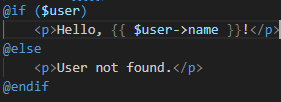 @if ($user)
    <p>Hello, {{ $user->name }}!</p>
@else
    <p>User not found.</p>
@endif